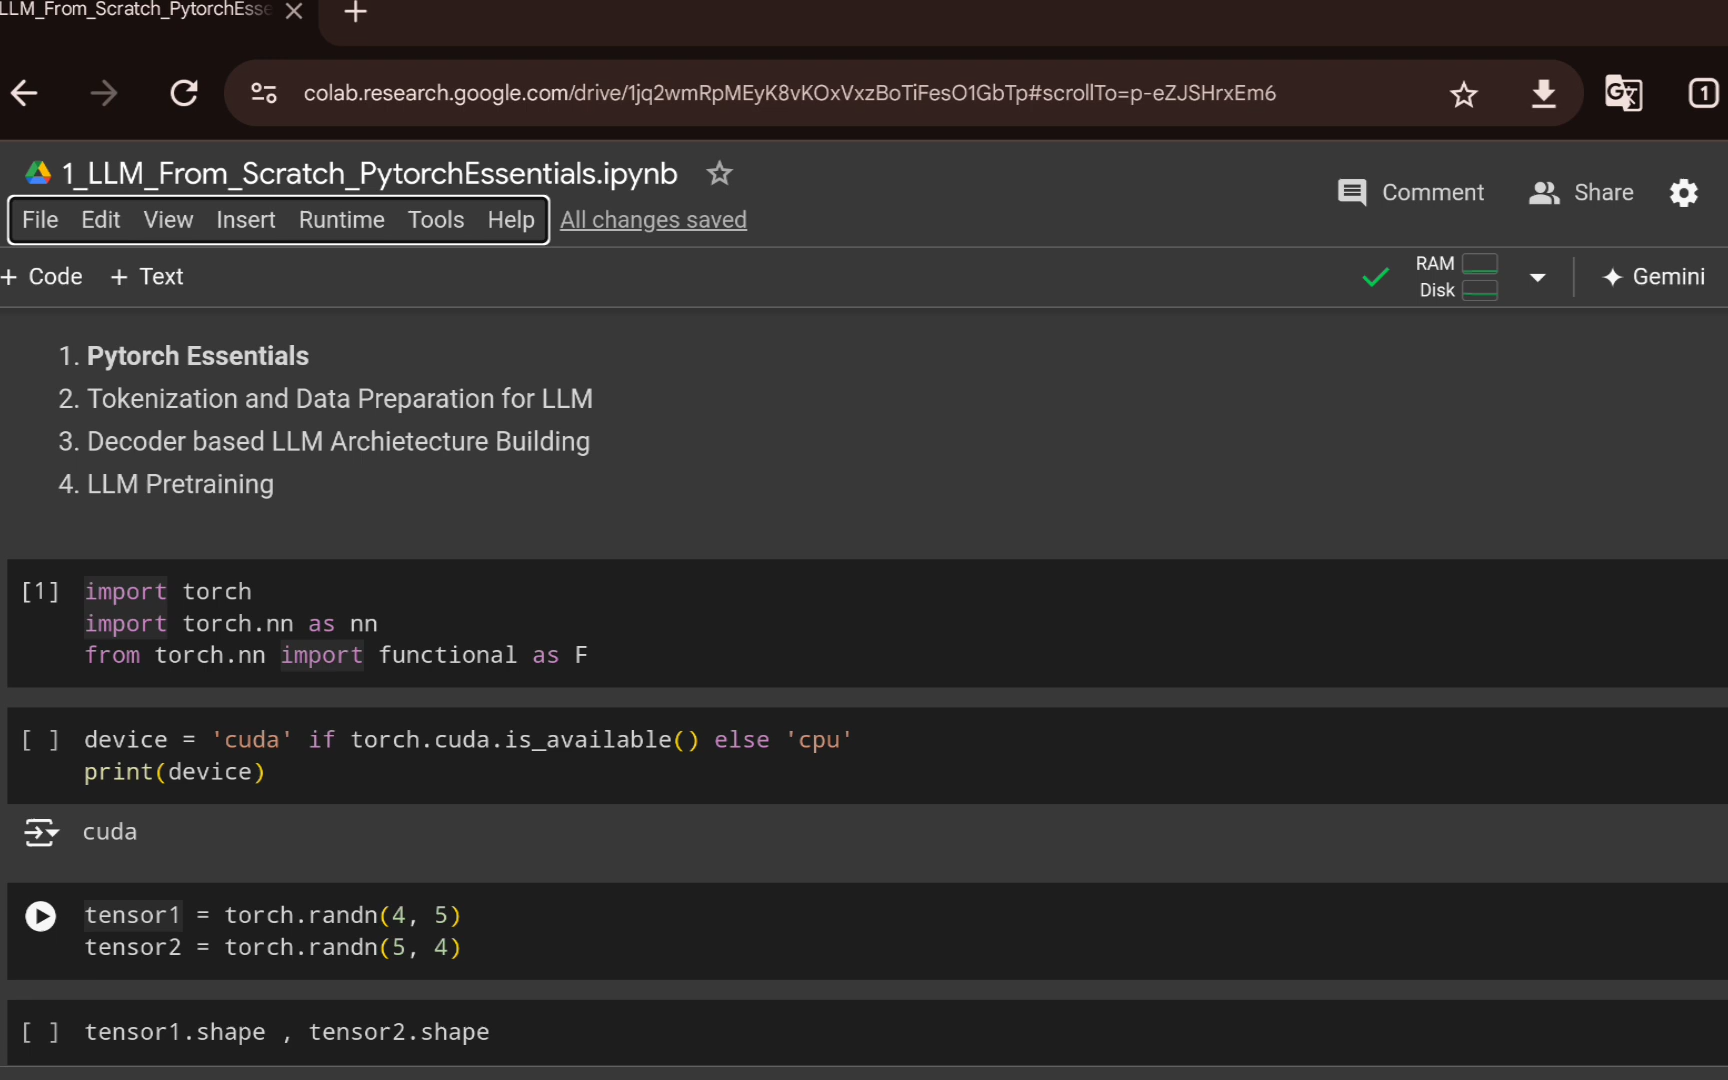 LLM_From_Scratch_PytorchEsse
colab.research.google.com/drive/1jq2wmRpMEyK8vKOxVxzBoTiFesO1GbTp#scrollTo=p-eZJSHrxEm6
1
1_LLM_From_Scratch_PytorchEssentials.ipynb
Comment
Share
File Edit View Insert Runtime Tools Help All changes saved
+ Code + Text
RAM
Disk
Gemini
1. Pytorch Essentials
2. Tokenization and Data Preparation for LLM
3. Decoder based LLM Archietecture Building
4. LLM Pretraining
[1] import torch
import torch.nn as nn
from torch.nn import functional as F
[ ] device = 'cuda' if torch.cuda.is_available() else 'cpu'
print(device)
cuda
tensor1 = torch.randn(4, 5)
tensor2 = torch.randn(5, 4)
[ ] tensor1.shape , tensor2.shape